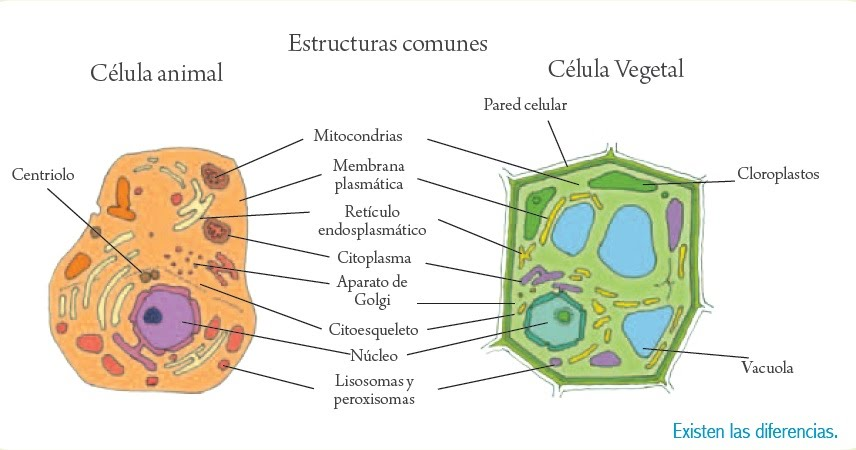 Estructuras comunes
Célula animal
Célula Vegetal
Pared celular
Mitocondrias
Centriolo
Membrana
plasmática
Cloroplastos
Retículo
endosplasmático
Citoplasma
Aparato de
Golgi
Citoesqueleto
Núcleo
Vacuola
Lisosomas y
peroxisomas
Existen las diferencias.